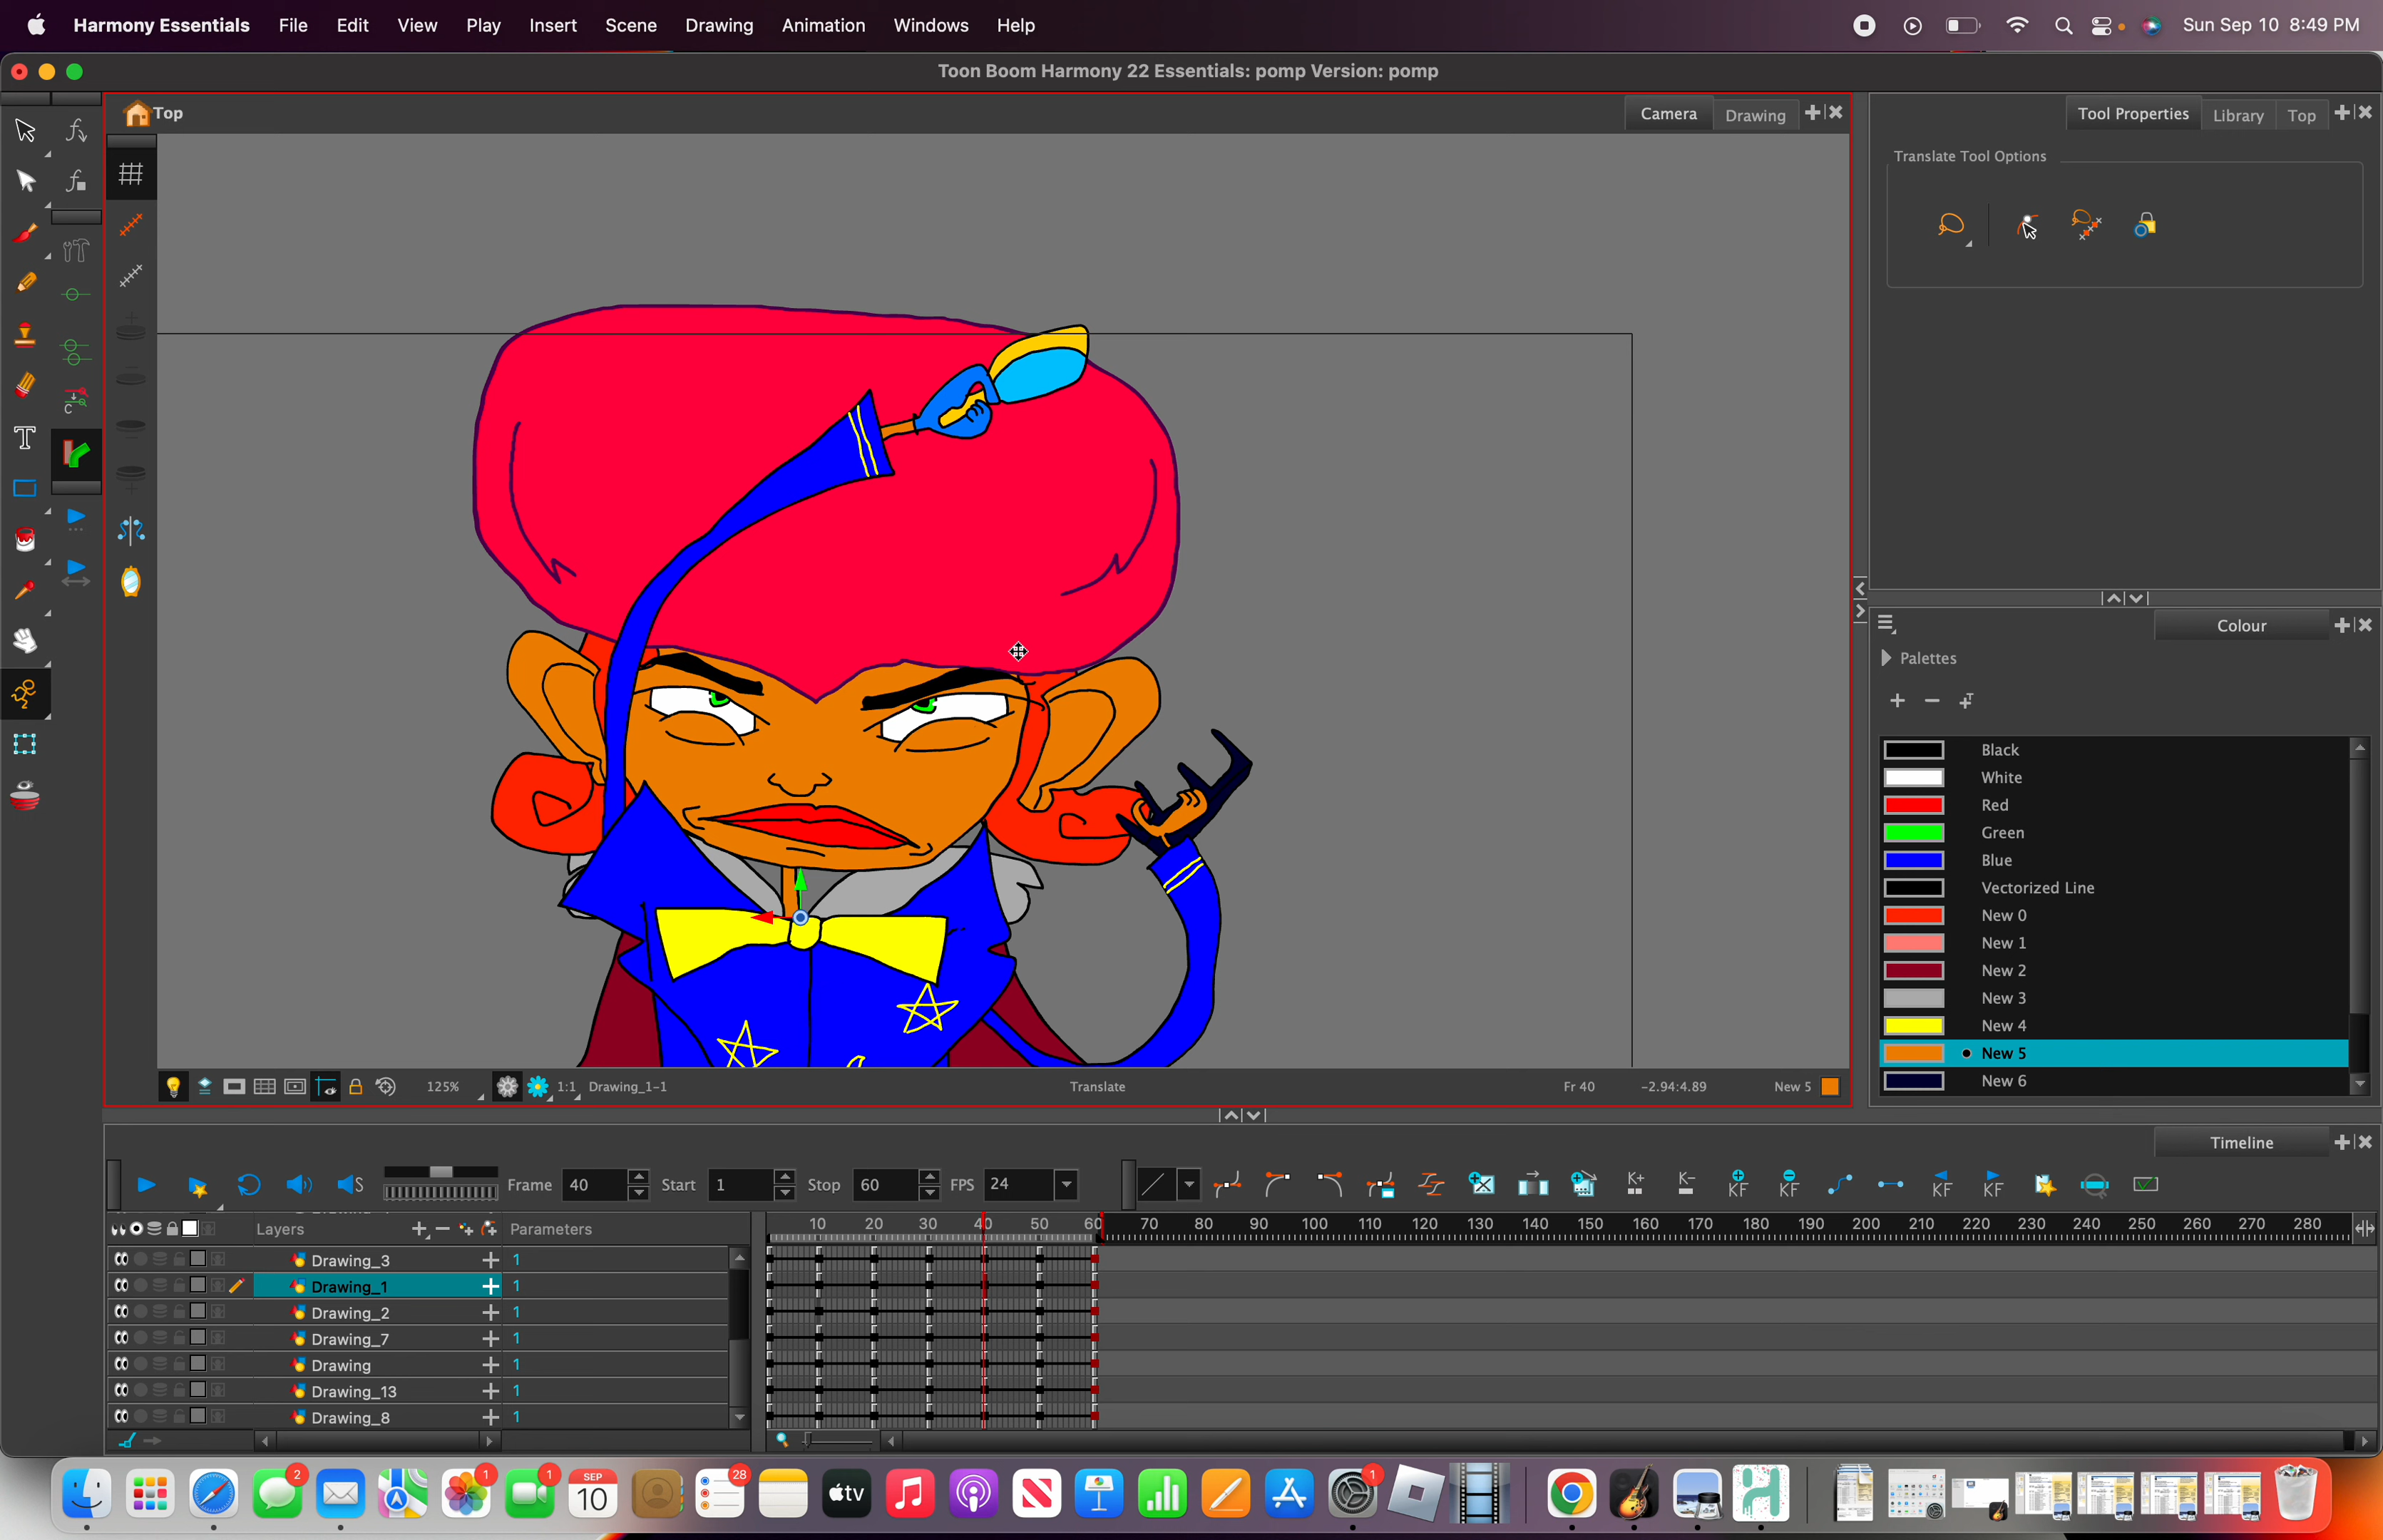 Harmony Essentials File Edit View Play Insert Scene Drawing Animation Windows Help Sun Sep 10 8:49 PM
Toon Boom Harmony 22 Essentials: pomp Version: pomp
Top Camera Drawing
Tool Properties Library Top
Translate Tool Options
Colour
Palettes
Black
White
Red
Green
Blue
Vectorized Line
New 0
New 1
New 2
New 3
New 4
New 5
New 6
125% 1:1 Drawing_1-1 Translate Fr 40 -2.94:4.89 New 5
Timeline
Frame 40 Start 1 Stop 60 FPS 24
Layers Parameters 10 20 30 40 50 60 70 80 90 100 110 120 130 140 150 160 170 180 190 200 210 220 230 240 250 260 270 280
Drawing_3 1
Drawing_1 1
Drawing_2 1
Drawing_7 1
Drawing 1
Drawing_13 1
Drawing_8 1
2 1 1 SEP 10 28 tv 1